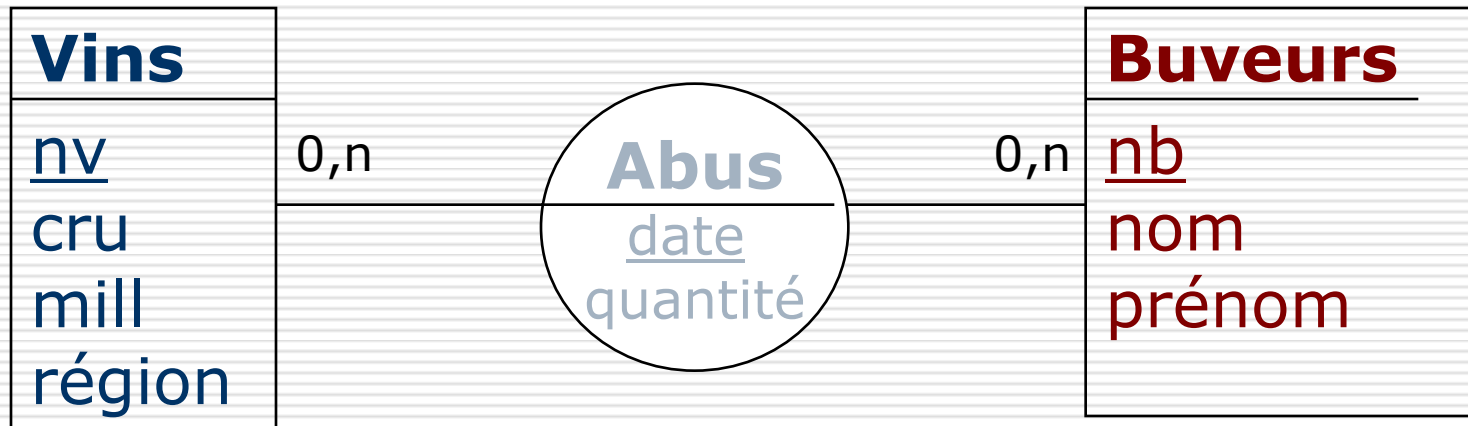 Vins
nv
cru
mill
région
0,n
Abus
date
quantité
0,n
Buveurs
nb
nom
prénom